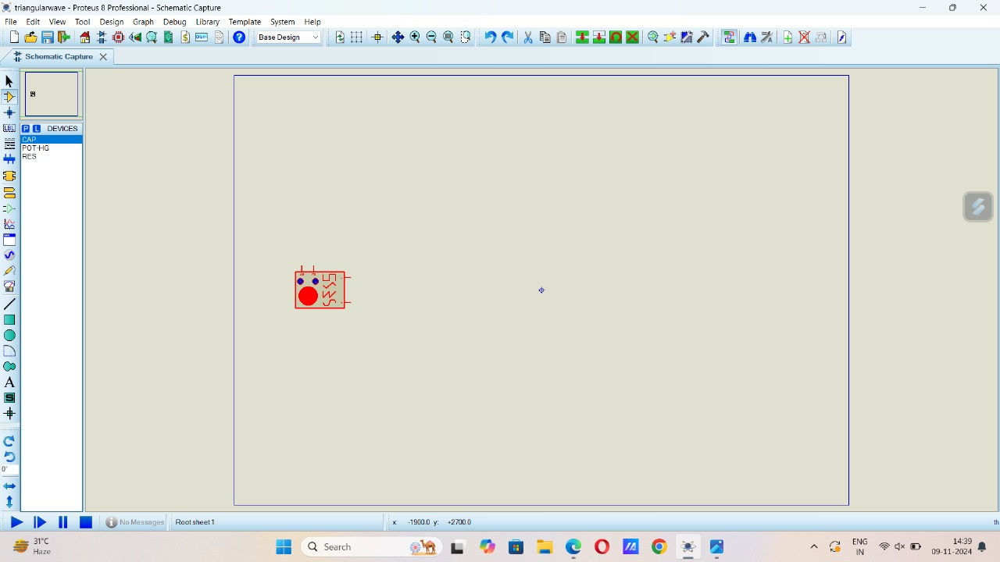 triangularwave - Proteus 8 Professional - Schematic Capture
File Edit View Tool Design Graph Debug Library Template System Help
Base Design
Schematic Capture
P L DEVICES
CAP
POT-HG
RES
LBL
A
S
0°
No Messages
Root sheet 1
x: -1900.0 y: +2700.0
th
31°C
Haze
Search
ENG
IN
14:39
09-11-2024